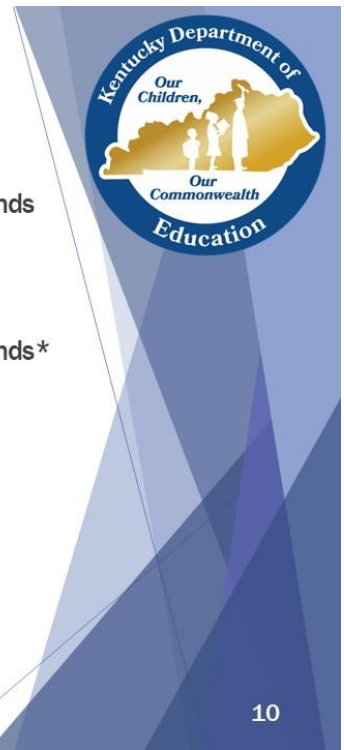 Kentucky Department of
Our
Children,
Our
Commonwealth
Education
nds
nds*
10